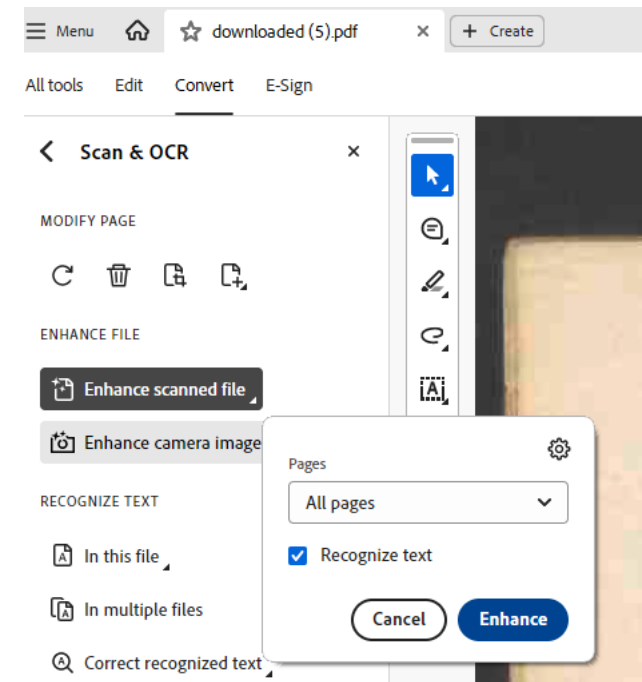 Menu downloaded (5).pdf + Create
All tools Edit Convert E-Sign
Scan & OCR
MODIFY PAGE
ENHANCE FILE
Enhance scanned file
Enhance camera image
Pages
All pages
Recognize text
Cancel Enhance
RECOGNIZE TEXT
In this file
In multiple files
Correct recognized text